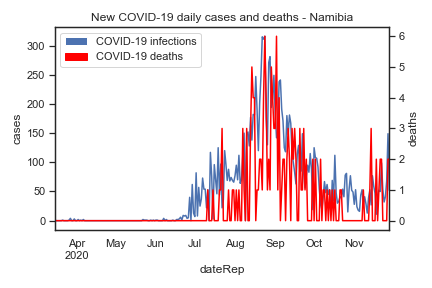 New COVID-19 daily cases and deaths - Namibia
COVID-19 infections
COVID-19 deaths
300
250
200
150
100
50
0
cases
6
5
4
3
2
1
0
deaths
Apr May Jun Jul Aug Sep Oct Nov
2020
dateRep